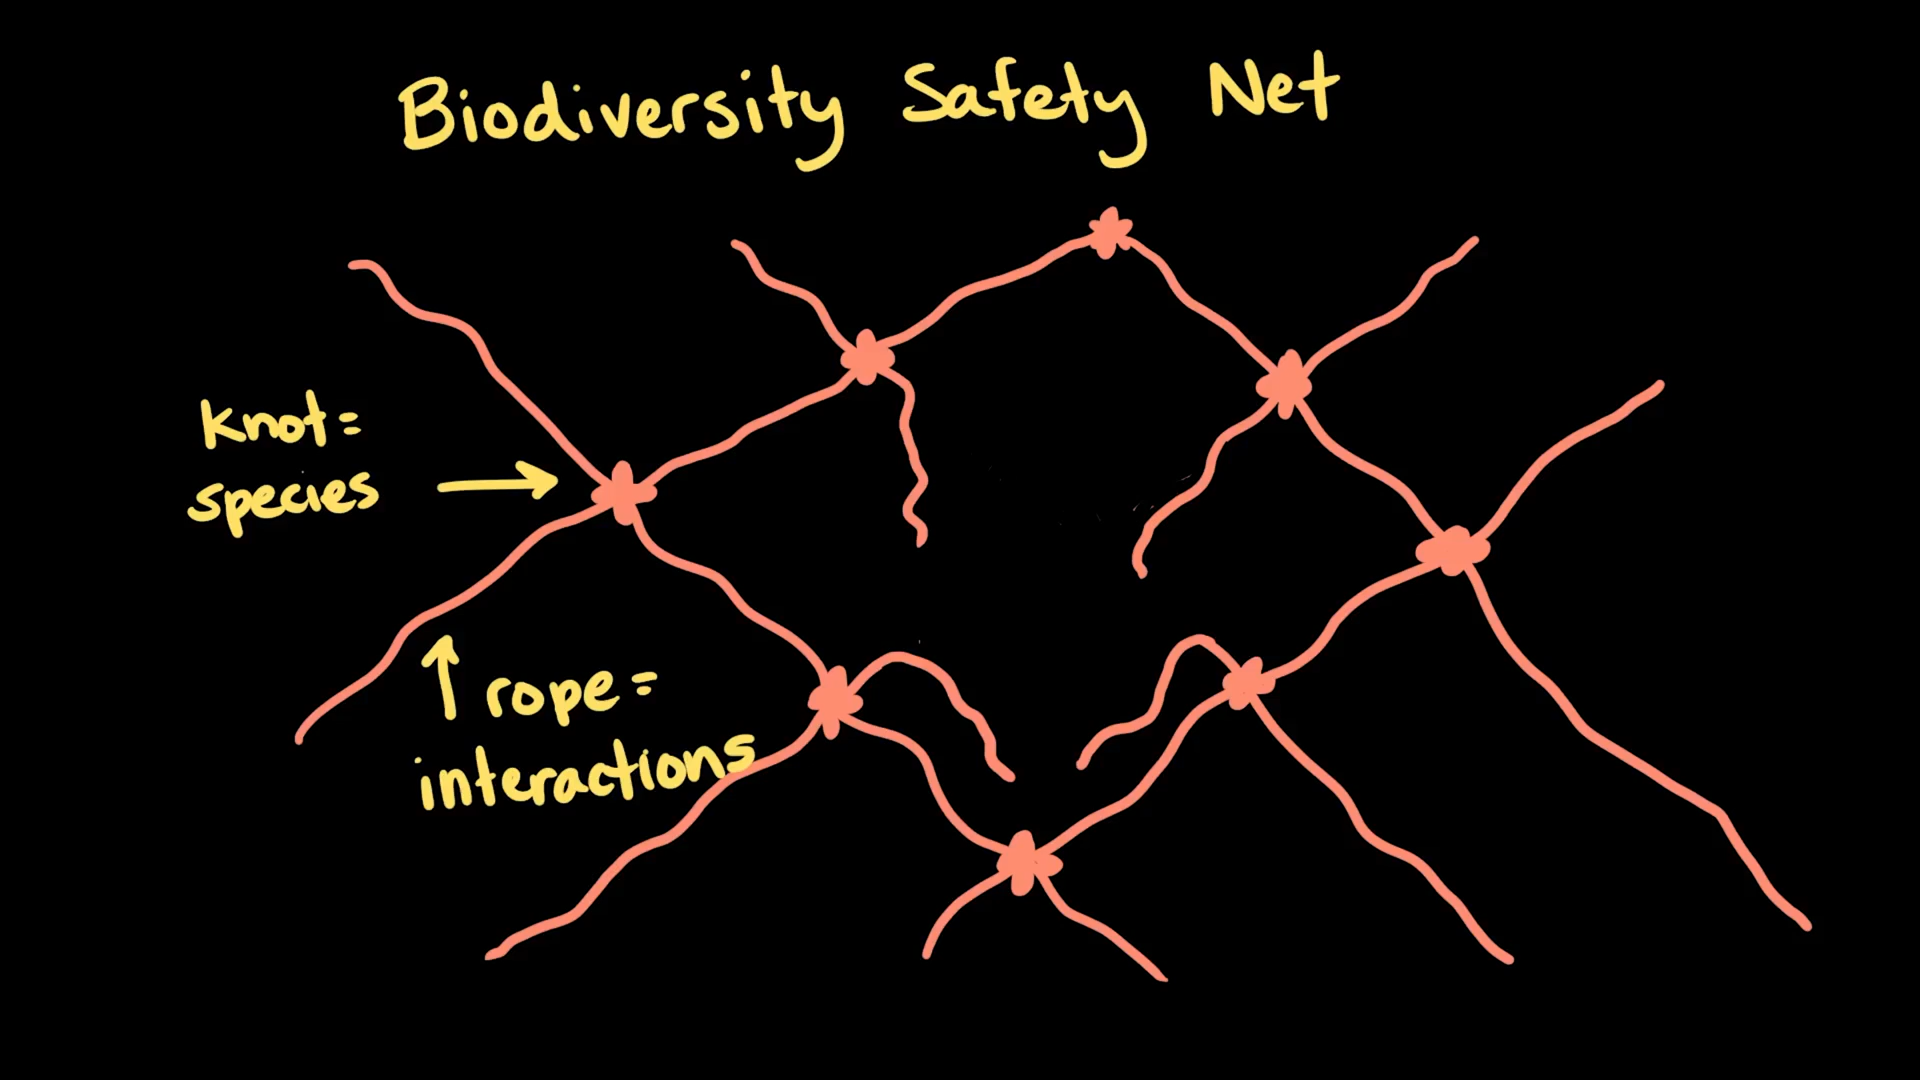 Biodiversity Safety Net
knot=
species
rope=
interactions